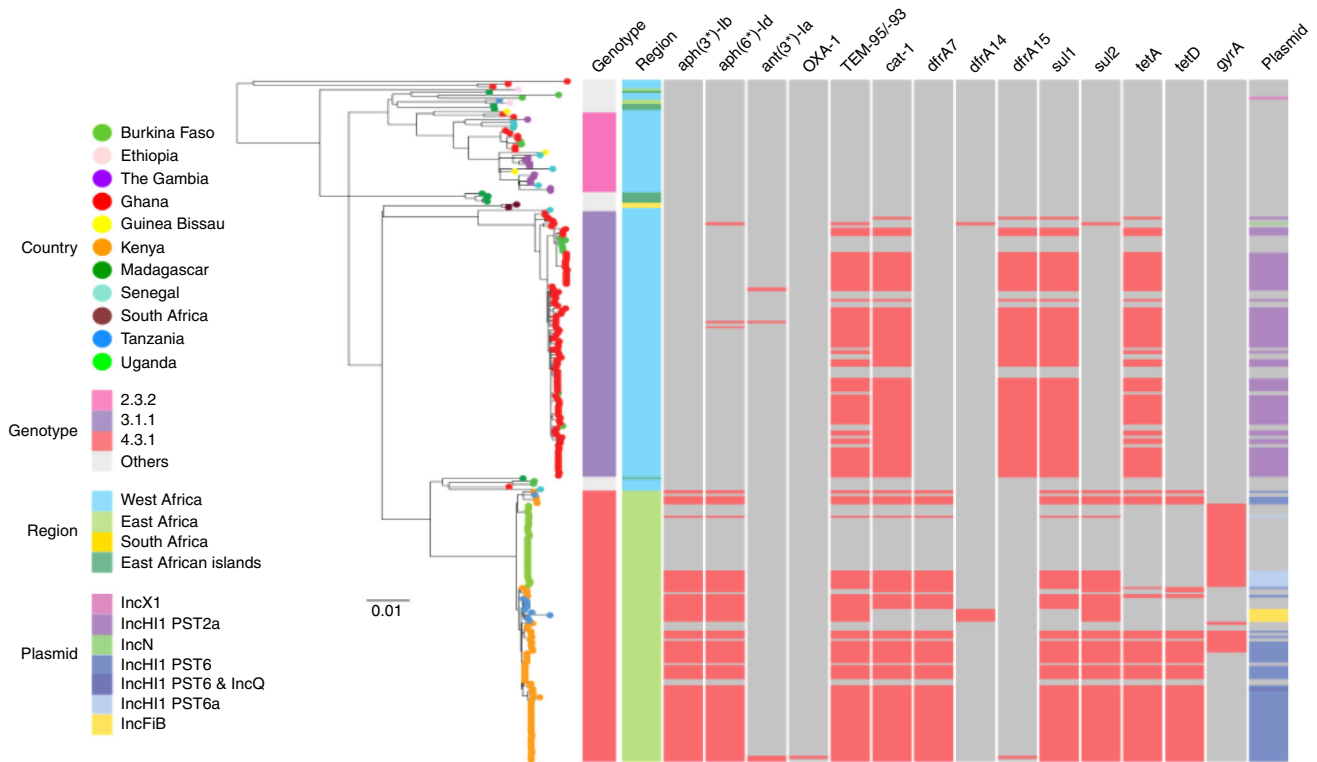 Genotype
Region
aph(3*)-Ib
aph(6*)-Id
ant(3*)-Ia
OXA-1
TEM-95/-93
cat-1
dfrA7
dfrA14
dfrA15
sul1
sul2
tetA
tetD
gyrA
Plasmid
Country
Burkina Faso
Ethiopia
The Gambia
Ghana
Guinea Bissau
Kenya
Madagascar
Senegal
South Africa
Tanzania
Uganda
Genotype
2.3.2
3.1.1
4.3.1
Others
Region
West Africa
East Africa
South Africa
East African islands
Plasmid
IncX1
IncHI1 PST2a
IncN
IncHI1 PST6
IncHI1 PST6 & IncQ
IncHI1 PST6a
IncFiB
0.01